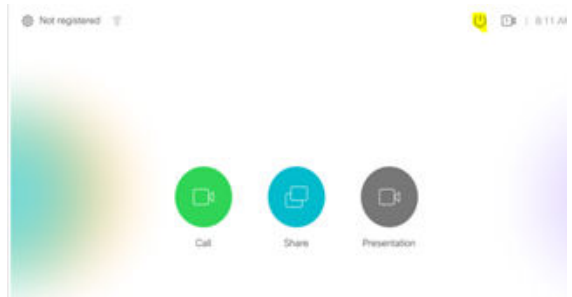 Not registered
8:11 AM
Call
Share
Presentation